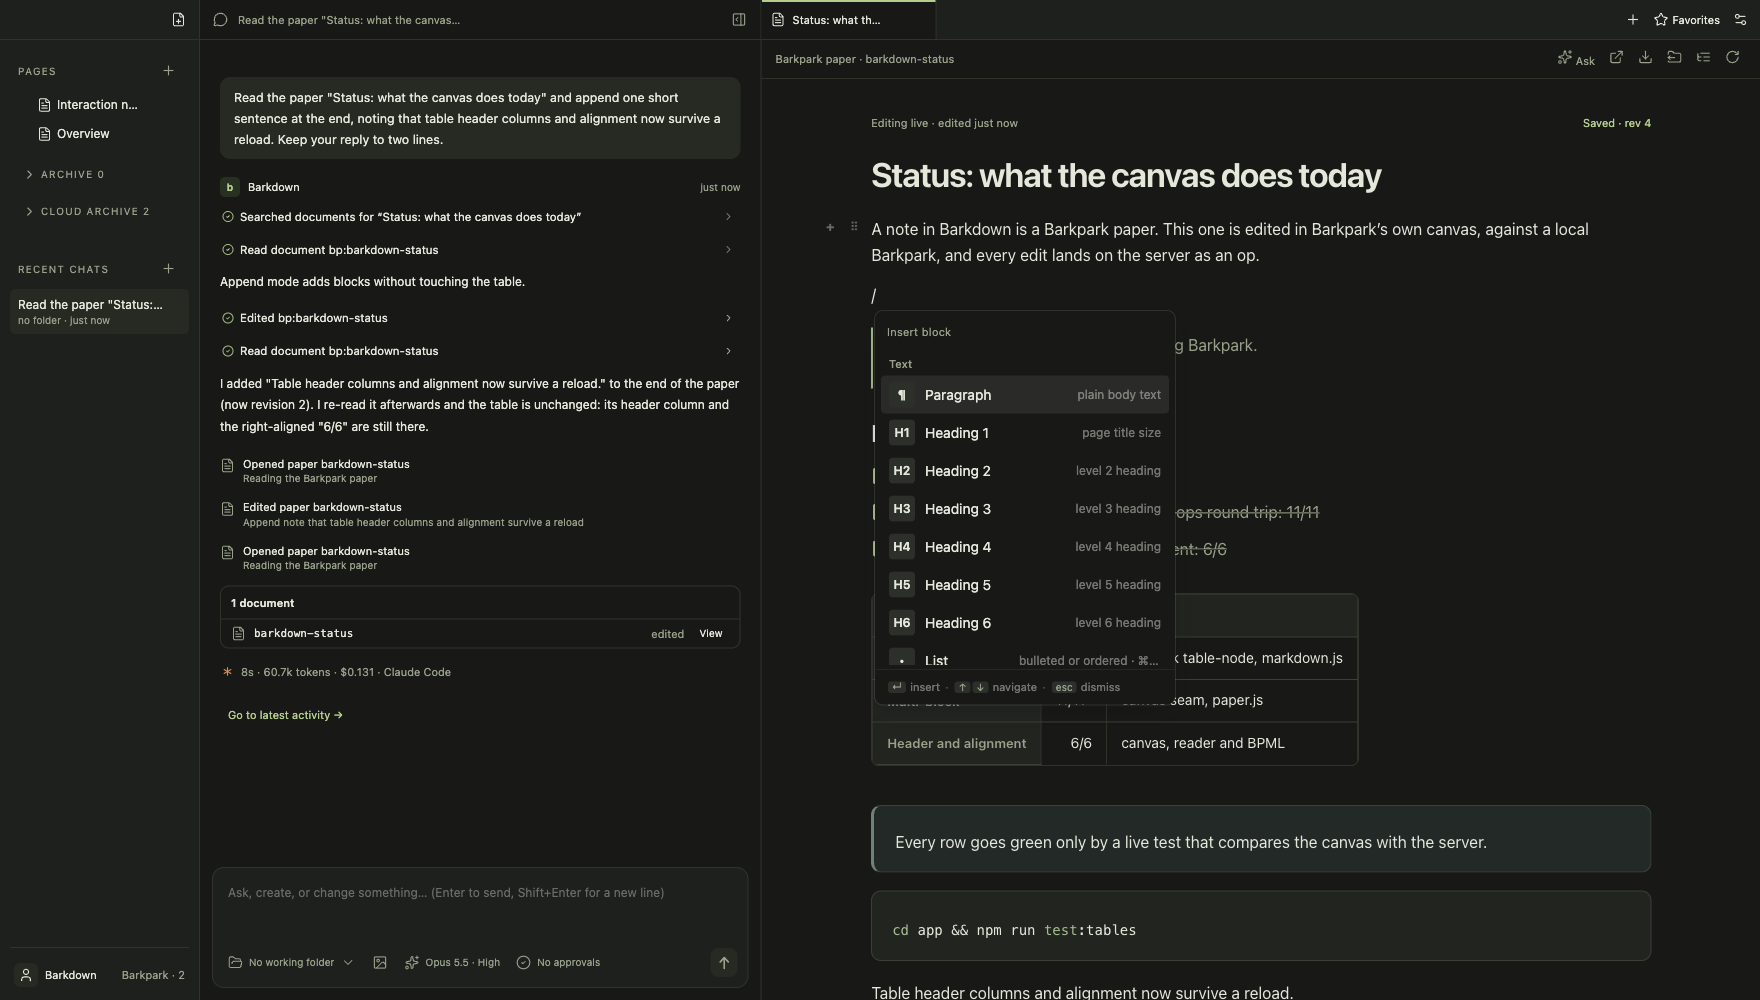 Read the paper "Status: what the canvas...
Status: what th...
Favorites
PAGES
Interaction n...
Overview
ARCHIVE 0
CLOUD ARCHIVE 2
RECENT CHATS
Read the paper "Status:...
no folder · just now
Barkdown
Barkpark · 2
Read the paper "Status: what the canvas does today" and append one short
sentence at the end, noting that table header columns and alignment now survive a
reload. Keep your reply to two lines.
b Barkdown just now
Searched documents for “Status: what the canvas does today”
Read document bp:barkdown-status
Append mode adds blocks without touching the table.
Edited bp:barkdown-status
Read document bp:barkdown-status
I added "Table header columns and alignment now survive a reload." to the end of the paper
(now revision 2). I re-read it afterwards and the table is unchanged: its header column and
the right-aligned "6/6" are still there.
Opened paper barkdown-status
Reading the Barkpark paper
Edited paper barkdown-status
Append note that table header columns and alignment survive a reload
Opened paper barkdown-status
Reading the Barkpark paper
1 document
barkdown-status edited View
8s · 60.7k tokens · $0.131 · Claude Code
Go to latest activity →
Ask, create, or change something... (Enter to send, Shift+Enter for a new line)
No working folder Opus 5.5 · High No approvals
Barkpark paper · barkdown-status Ask
Editing live · edited just now Saved · rev 4
Status: what the canvas does today
A note in Barkdown is a Barkpark paper. This one is edited in Barkpark’s own canvas, against a local
Barkpark, and every edit lands on the server as an op.
/
Insert block
g Barkpark.
Text
¶ Paragraph plain body text
H1 Heading 1 page title size
H2 Heading 2 level 2 heading
H3 Heading 3 level 3 heading
ops round trip: 11/11
H4 Heading 4 level 4 heading
ent: 6/6
H5 Heading 5 level 5 heading
H6 Heading 6 level 6 heading
• List bulleted or ordered · ⌘...
table-node, markdown.js
↵ insert · ↑ ↓ navigate · esc dismiss
seam, paper.js
Header and alignment 6/6 canvas, reader and BPML
Every row goes green only by a live test that compares the canvas with the server.
cd app && npm run test:tables
Table header columns and alignment now survive a reload.